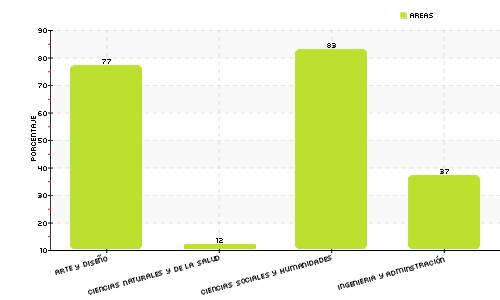 AREAS
PORCENTAJE
90
80
70
60
50
40
30
20
10
77
12
83
37
ARTE Y DISEÑO
CIENCIAS NATURALES Y DE LA SALUD
CIENCIAS SOCIALES Y HUMANIDADES
INGENIERIA Y ADMINSTRACIÓN